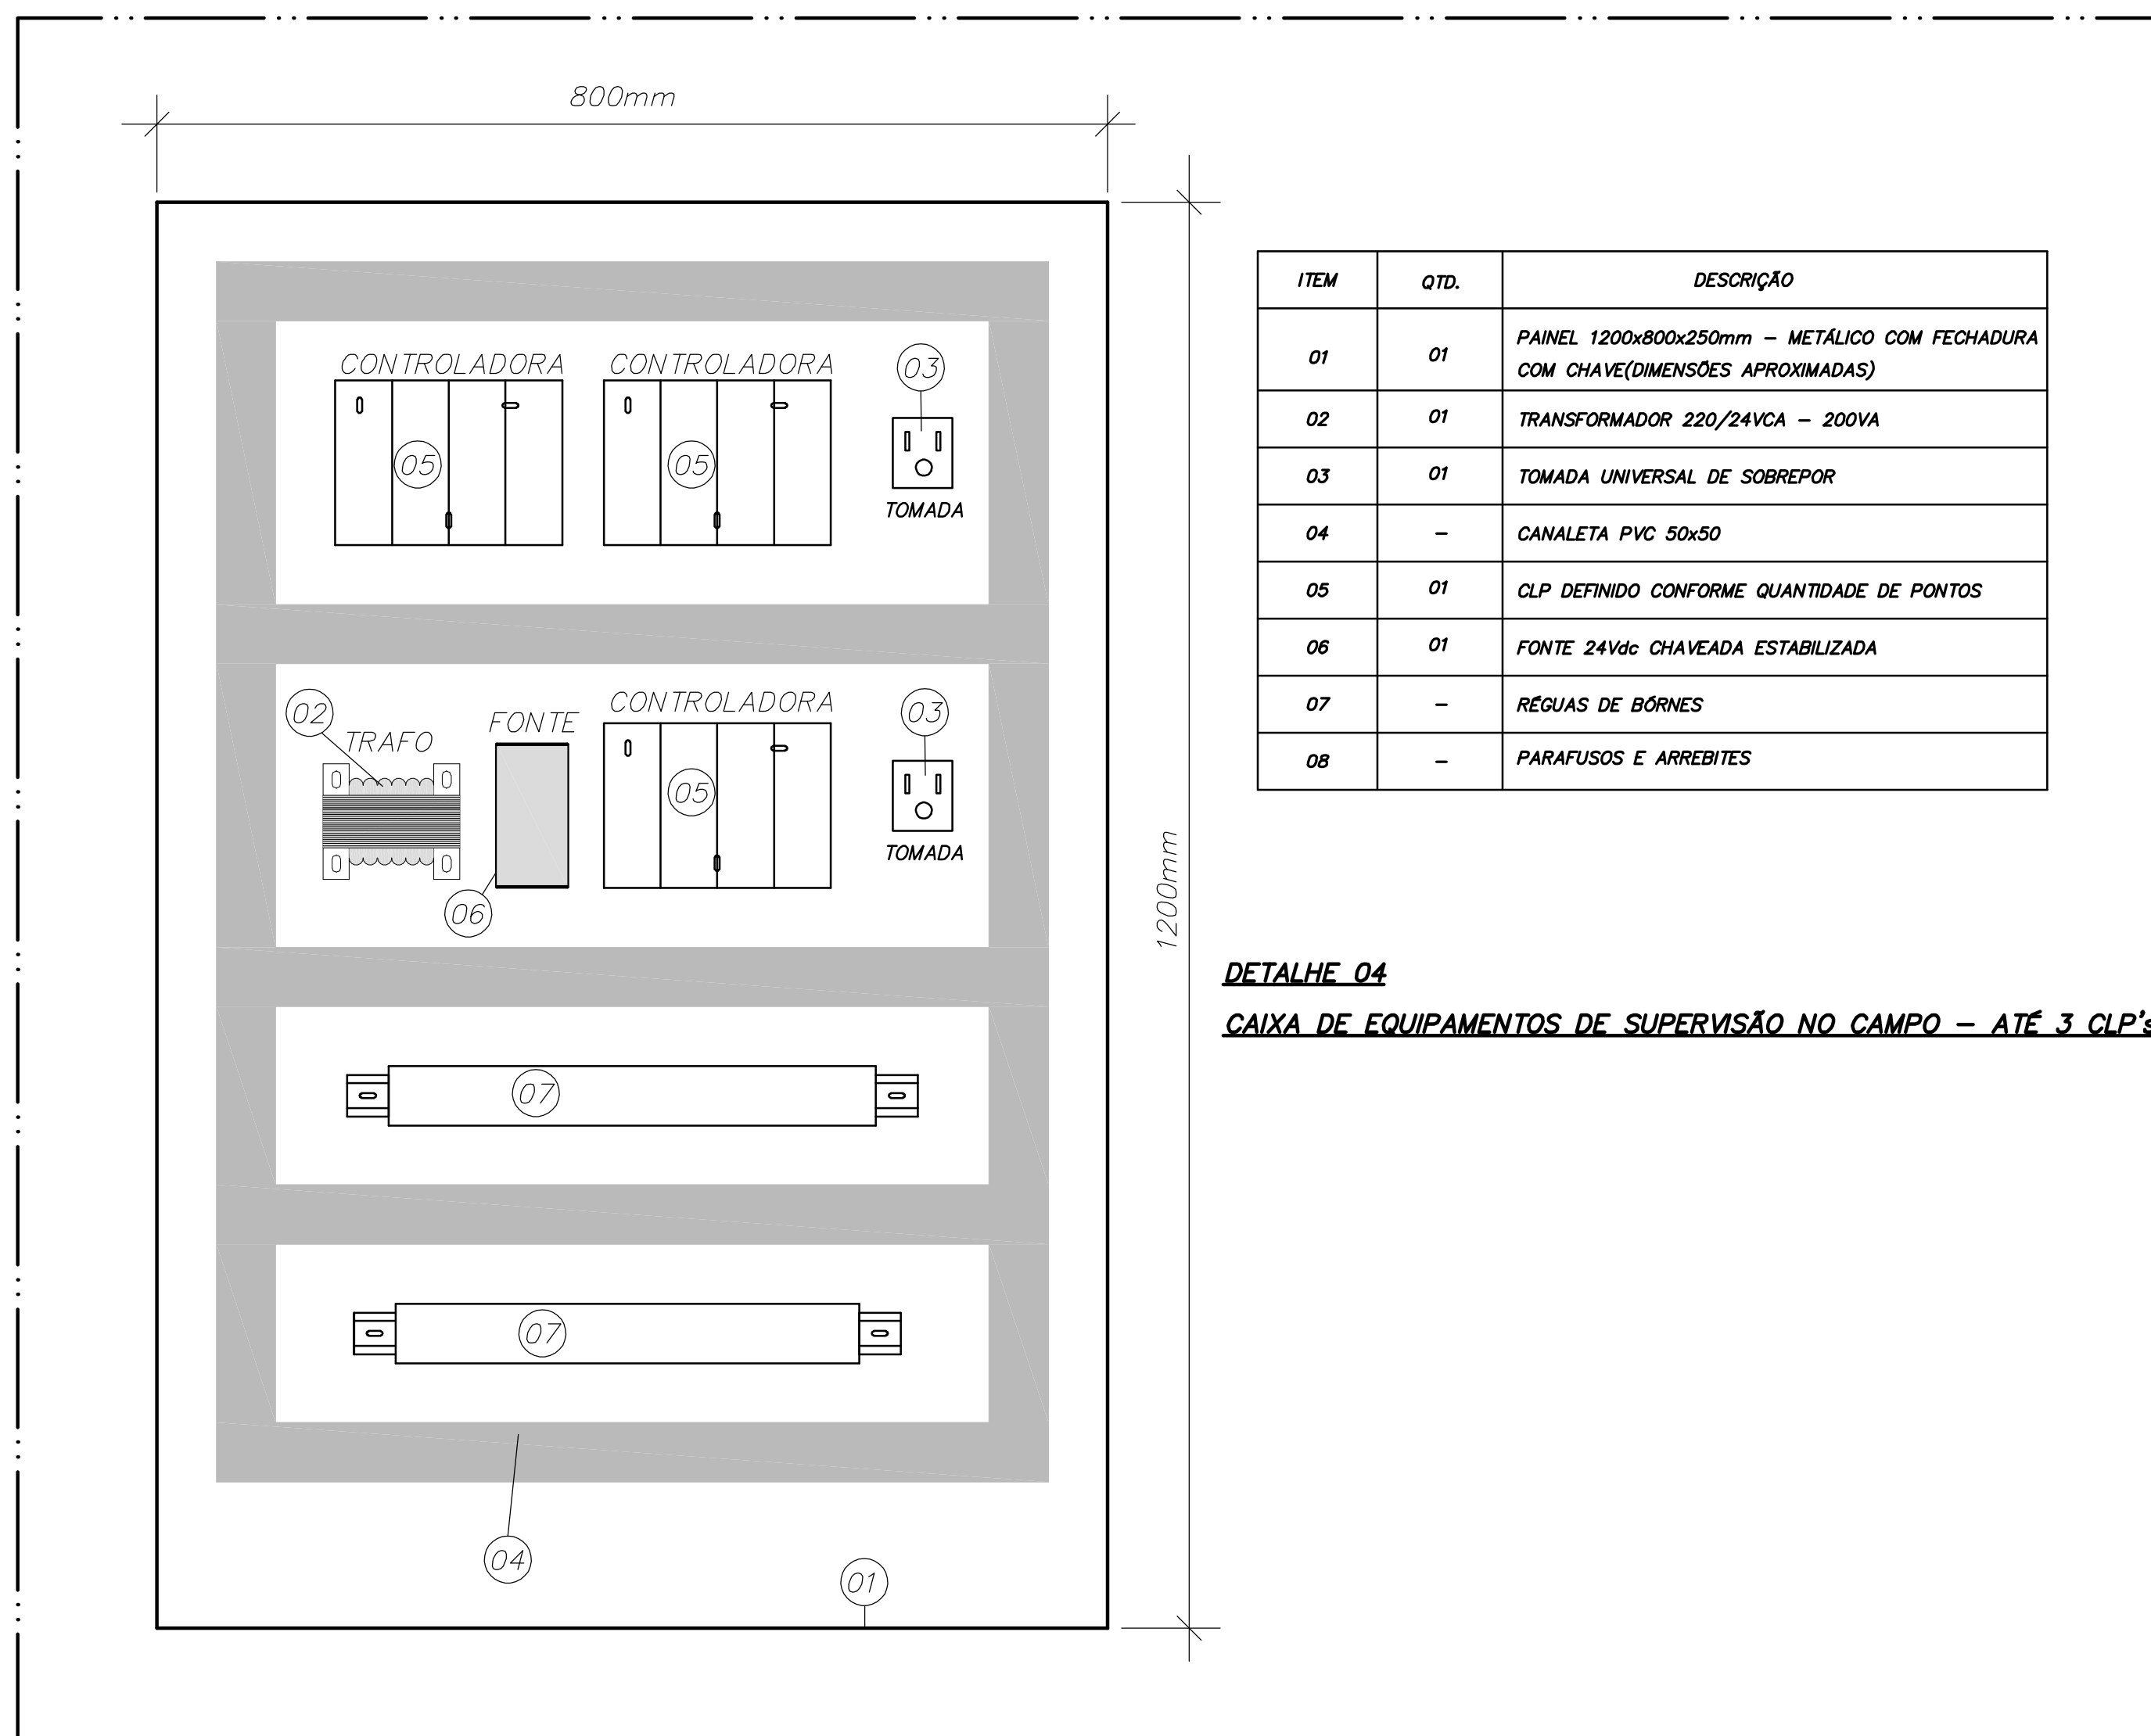 800mm
CONTROLADORA CONTROLADORA 03
05 05
TOMADA
02 TRAFO FONTE CONTROLADORA 03
05
TOMADA
06
07
07
04
01
1200mm
ITEM QTD. DESCRIÇÃO
01 01 PAINEL 1200x800x250mm – METÁLICO COM FECHADURA
COM CHAVE(DIMENSÕES APROXIMADAS)
02 01 TRANSFORMADOR 220/24VCA – 200VA
03 01 TOMADA UNIVERSAL DE SOBREPOR
04 – CANALETA PVC 50x50
05 01 CLP DEFINIDO CONFORME QUANTIDADE DE PONTOS
06 01 FONTE 24Vdc CHAVEADA ESTABILIZADA
07 – RÉGUAS DE BÓRNES
08 – PARAFUSOS E ARREBITES
DETALHE 04
CAIXA DE EQUIPAMENTOS DE SUPERVISÃO NO CAMPO – ATÉ 3 CLP's